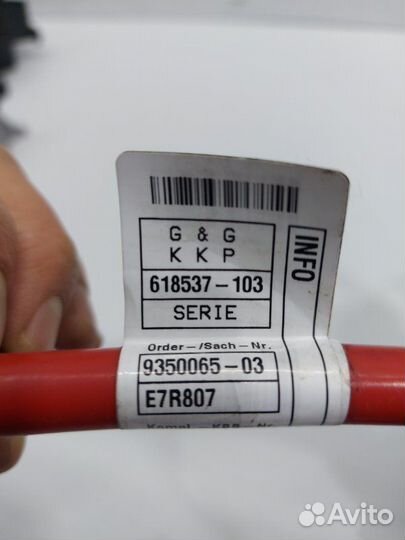 G & G
K K P
618537-103
SERIE
INFO
Order-/Sach-Nr.
9350065-03
E7R807
Avito